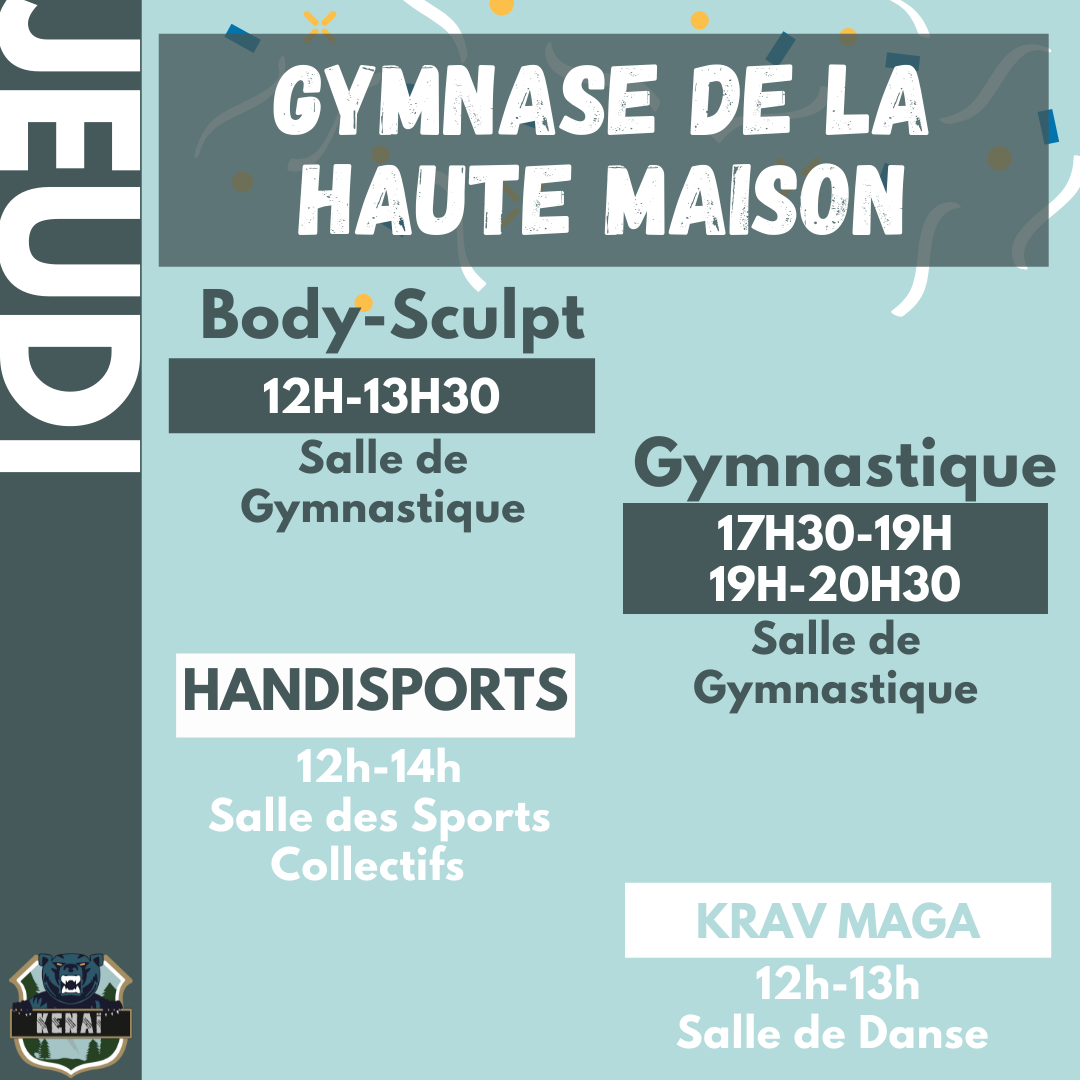 JEUDI
GYMNASE DE LA
HAUTE MAISON
Body-Sculpt
12H-13H30
Salle de
Gymnastique
Gymnastique
17H30-19H
19H-20H30
Salle de
Gymnastique
HANDISPORTS
12h-14h
Salle des Sports
Collectifs
KRAV MAGA
12h-13h
Salle de Danse
KENAÏ